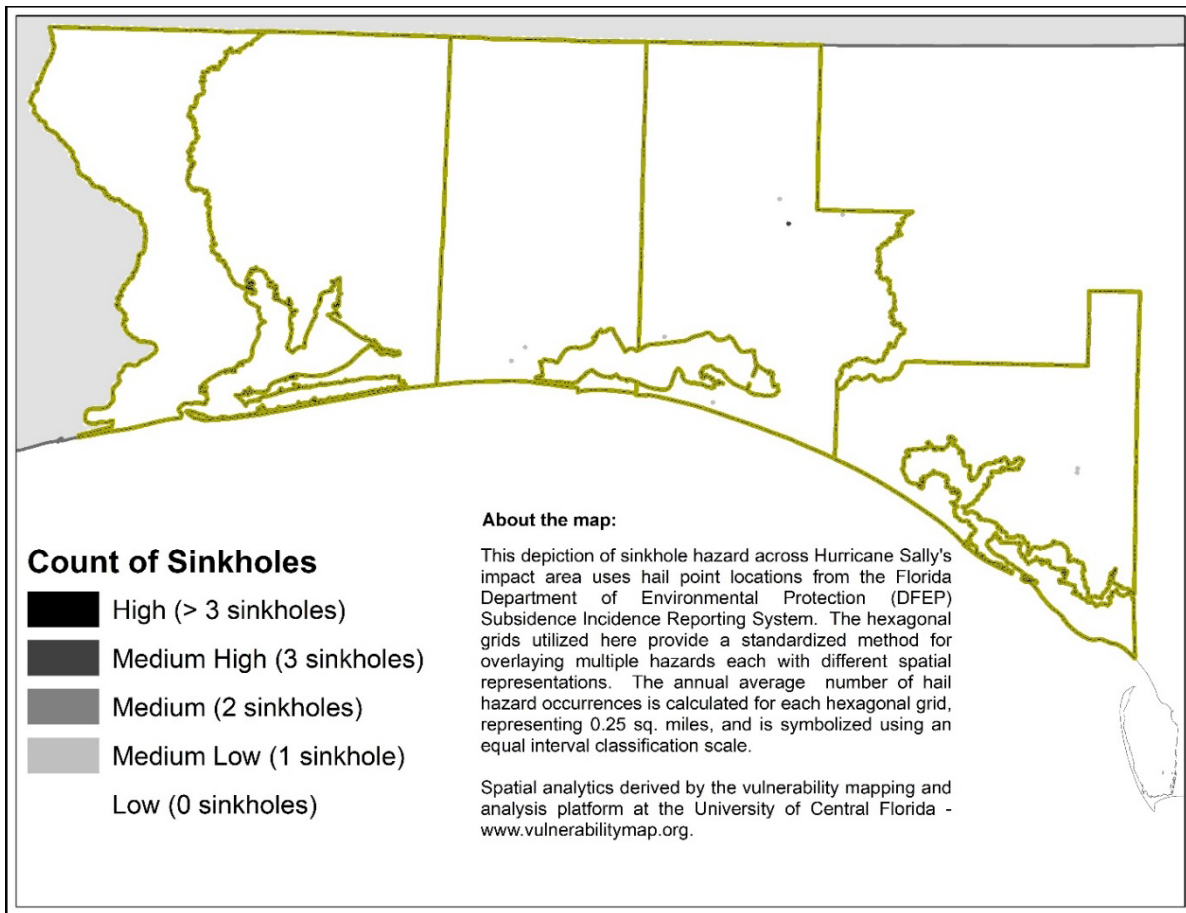 About the map:
This depiction of sinkhole hazard across Hurricane Sally's
impact area uses hail point locations from the Florida
Department of Environmental Protection (DFEP)
Subsidence Incidence Reporting System. The hexagonal
grids utilized here provide a standardized method for
overlaying multiple hazards each with different spatial
representations. The annual average number of hail
hazard occurrences is calculated for each hexagonal grid,
representing 0.25 sq. miles, and is symbolized using an
equal interval classification scale.
Spatial analytics derived by the vulnerability mapping and
analysis platform at the University of Central Florida -
www.vulnerabilitymap.org.
Count of Sinkholes
High (> 3 sinkholes)
Medium High (3 sinkholes)
Medium (2 sinkholes)
Medium Low (1 sinkhole)
Low (0 sinkholes)